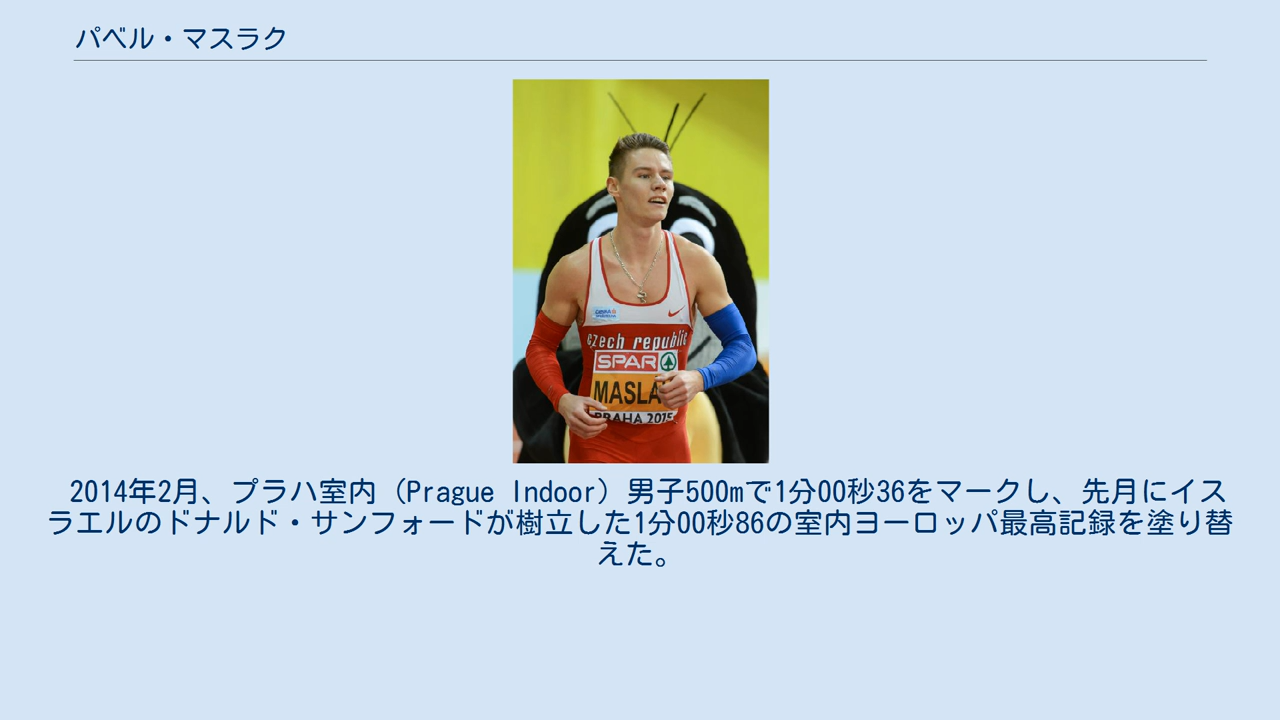 パベル・マスラク
czech republic
SPAR
MASLA
PRAHA 2015
2014年2月、プラハ室内（Prague Indoor）男子500mで1分00秒36をマークし、先月にイス
ラエルのドナルド・サンフォードが樹立した1分00秒86の室内ヨーロッパ最高記録を塗り替
えた。